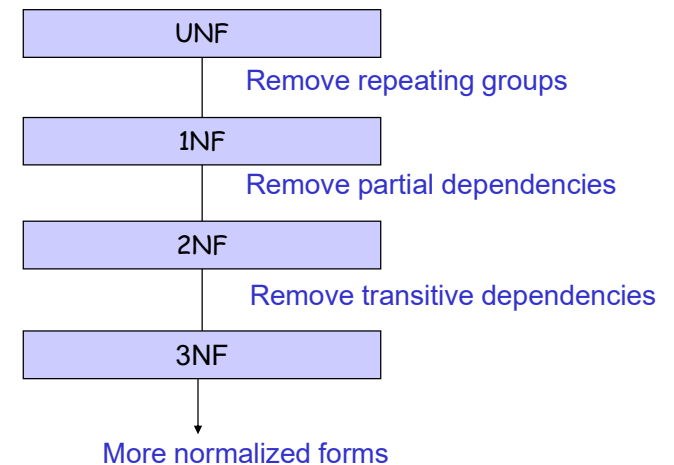 UNF
Remove repeating groups
1NF
Remove partial dependencies
2NF
Remove transitive dependencies
3NF
More normalized forms